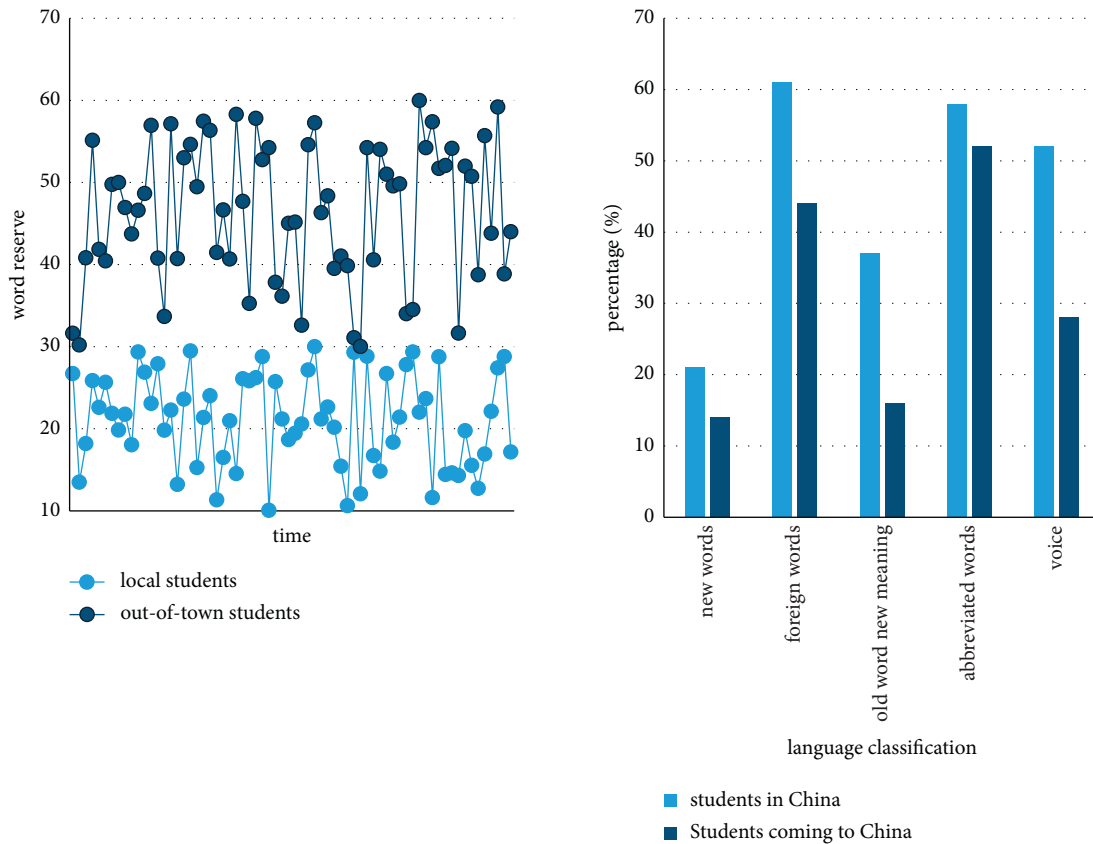 70
60
50
40
30
20
10
word reserve
time
local students
out-of-town students
70
60
50
40
30
20
10
0
percentage (%)
new words
foreign words
old word new meaning
abbreviated words
voice
language classification
students in China
Students coming to China